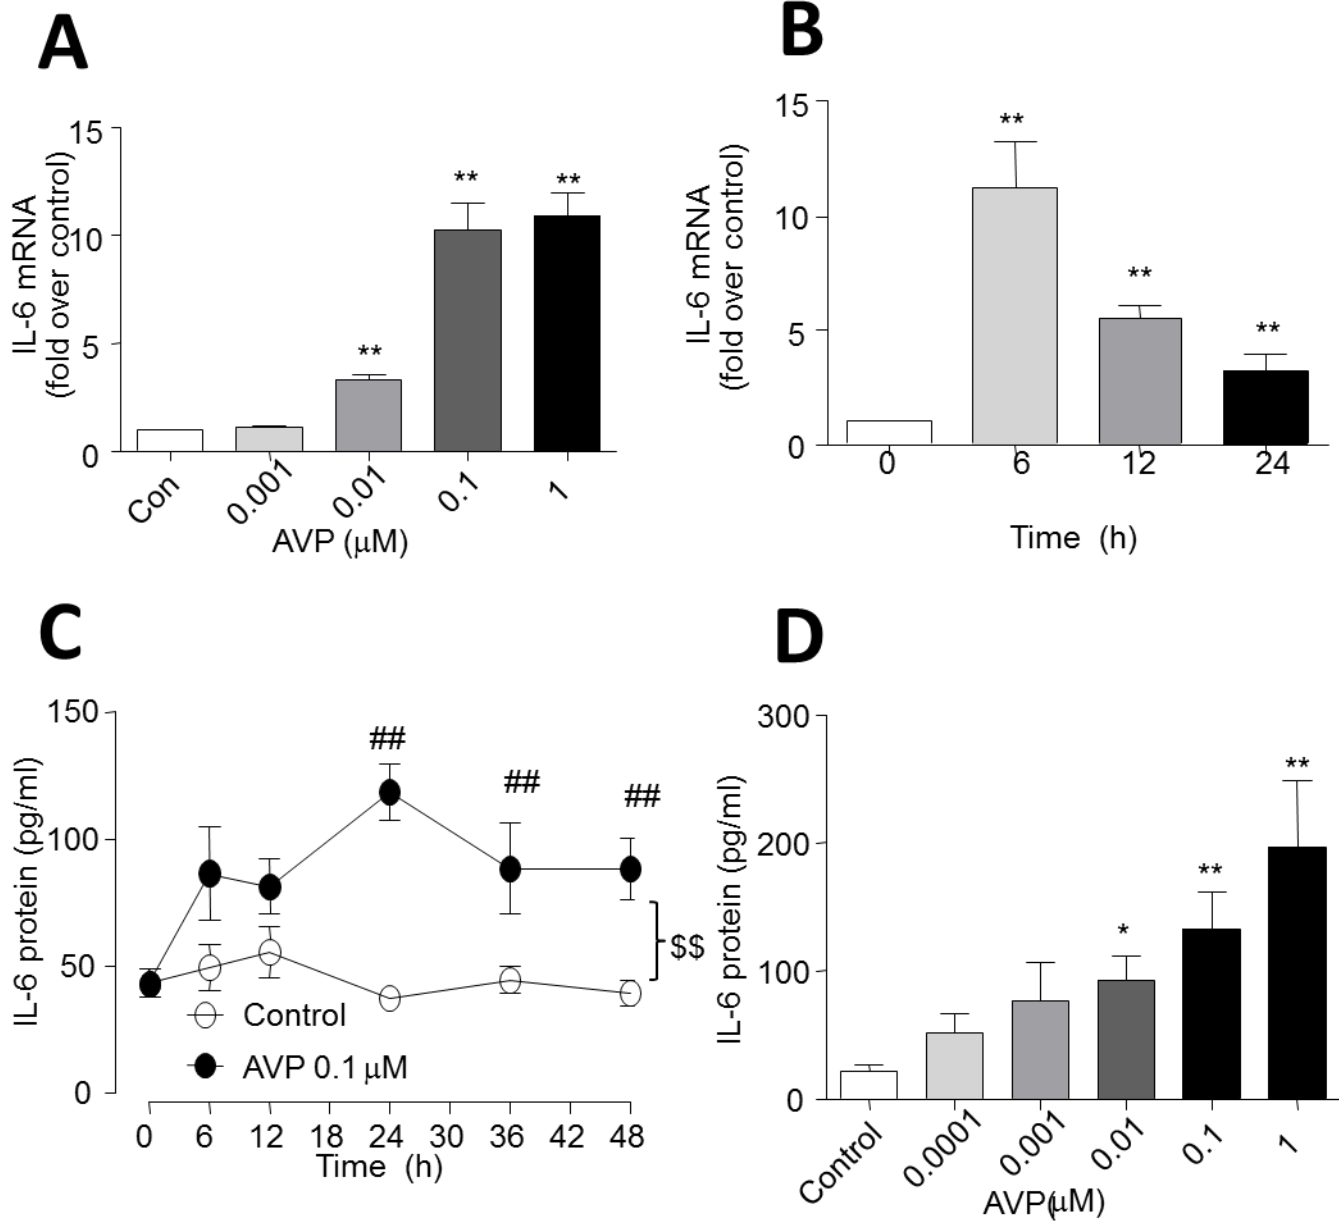 A
15
10
5
0
IL-6 mRNA
(fold over control)
**
**
**
Con
0.001
0.01
0.1
1
AVP (μM)
B
15
10
5
0
IL-6 mRNA
(fold over control)
**
**
**
0
6
12
24
Time (h)
C
150
100
50
0
IL-6 protein (pg/ml)
##
##
##
$$
Control
AVP 0.1 μM
0 6 12 18 24 30 36 42 48
Time (h)
D
300
200
100
0
IL-6 protein (pg/ml)
*
**
**
Control
0.0001
0.001
0.01
0.1
1
AVP(μM)